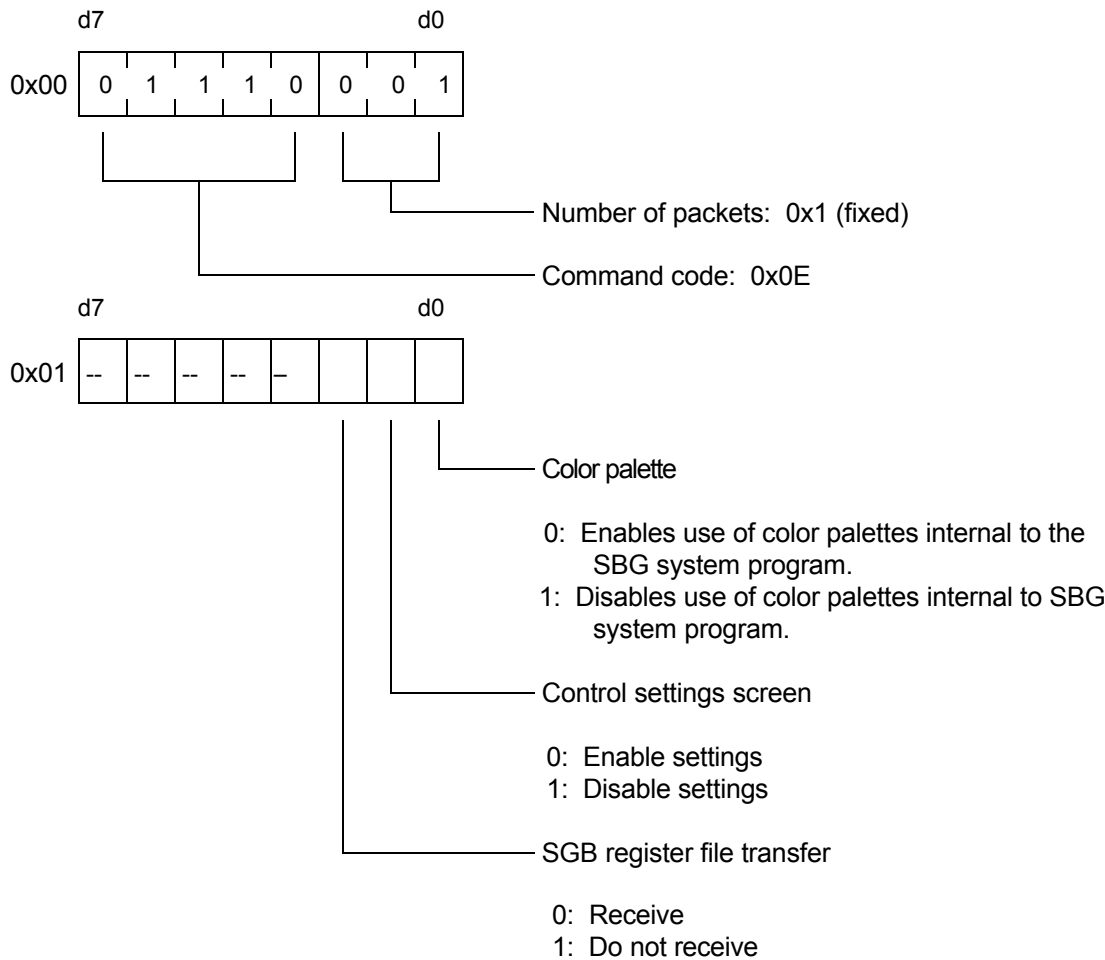 d7 d0
0x00 0 1 1 1 0 0 0 1
Number of packets: 0x1 (fixed)
Command code: 0x0E
d7 d0
0x01 -- -- -- -- –
Color palette
0: Enables use of color palettes internal to the
SBG system program.
1: Disables use of color palettes internal to SBG
system program.
Control settings screen
0: Enable settings
1: Disable settings
SGB register file transfer
0: Receive
1: Do not receive